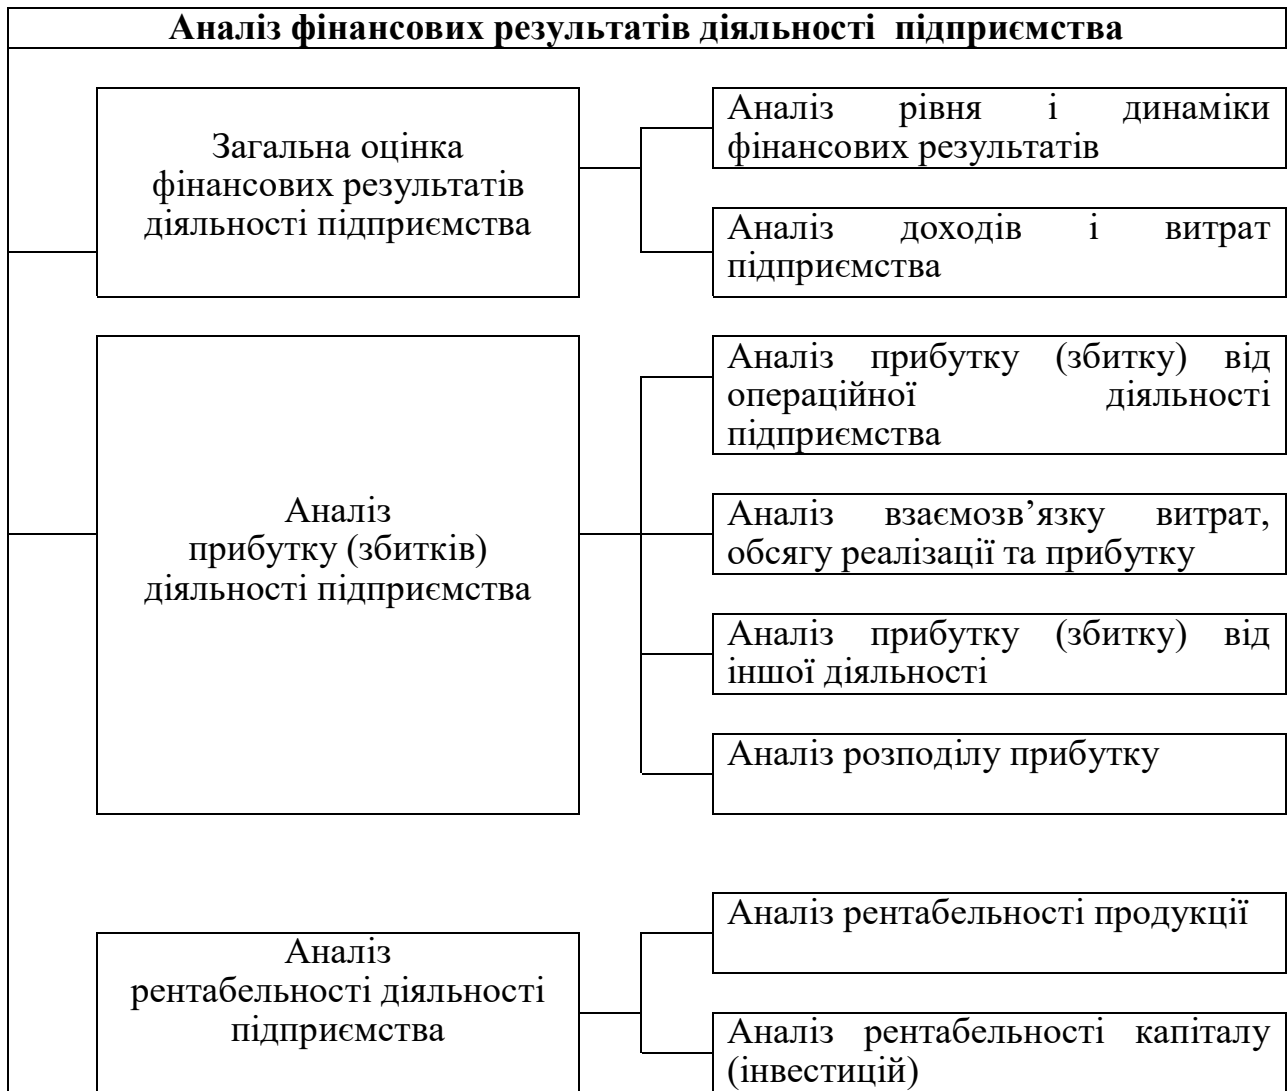 Аналіз фінансових результатів діяльності підприємства
Загальна оцінка
фінансових результатів
діяльності підприємства
Аналіз рівня і динаміки
фінансових результатів
Аналіз доходів і витрат
підприємства
Аналіз
прибутку (збитків)
діяльності підприємства
Аналіз прибутку (збитку) від
операційної діяльності
підприємства
Аналіз взаємозв’язку витрат,
обсягу реалізації та прибутку
Аналіз прибутку (збитку) від
іншої діяльності
Аналіз розподілу прибутку
Аналіз
рентабельності діяльності
підприємства
Аналіз рентабельності продукції
Аналіз рентабельності капіталу
(інвестицій)